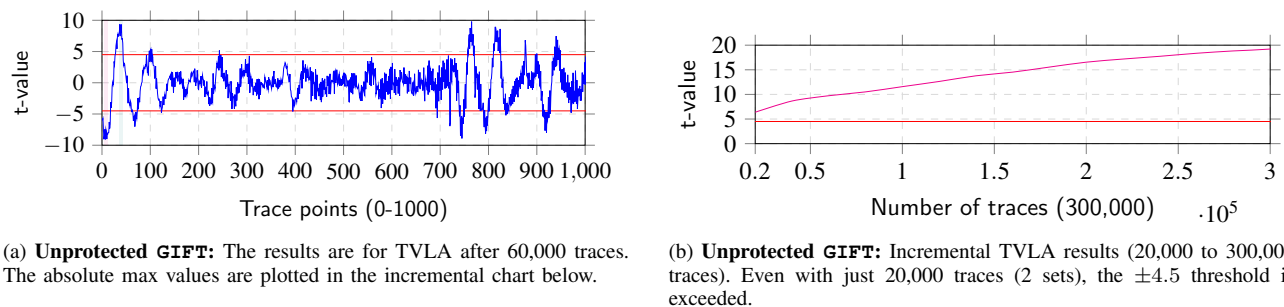 10
5
0
−5
−10
t-value
0 100 200 300 400 500 600 700 800 900 1,000
Trace points (0-1000)
(a) Unprotected GIFT: The results are for TVLA after 60,000 traces.
The absolute max values are plotted in the incremental chart below.
20
15
10
5
0
t-value
0.2 0.5 1 1.5 2 2.5 3
Number of traces (300,000) ·10⁵
(b) Unprotected GIFT: Incremental TVLA results (20,000 to 300,00
traces). Even with just 20,000 traces (2 sets), the ±4.5 threshold i
exceeded.